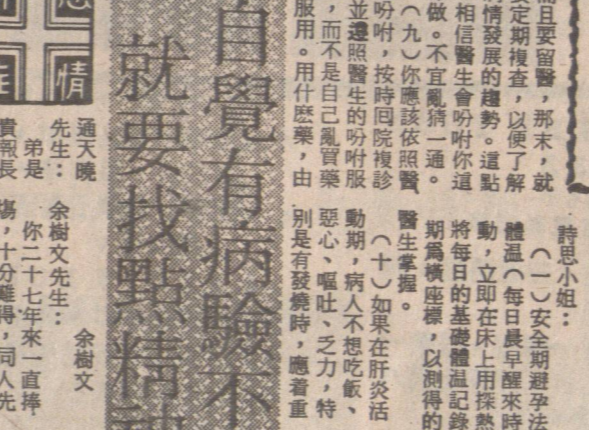 而且要留醫，那末，就
要定期複查，以便了解
病情發展的趨勢。這點
相信醫生會吩咐你這
做。不宜亂猜一通。
（九）你應該依照醫
吩咐，按時囘院複診
並遵照醫生的吩咐服
，而不是自己亂買藥
服用。用什麽藥，由
醫生掌握。
（十）如果在肝炎活
動期，病人不想吃飯、
惡心、嘔吐、乏力，特
別是有發燒時，應着重
詩思小姐：
（一）安全期避孕法
體溫（每日晨早醒來時
動，立即在床上用探熱
將每日的基礎體溫記錄
期爲橫座標，以測得的
自覺有病驗不
就要找點精神
情
通天曉
先生：
弟是
貴報長
余樹文
余樹文先生：
你二十七年來一直捧
塲，十分難得，同人先